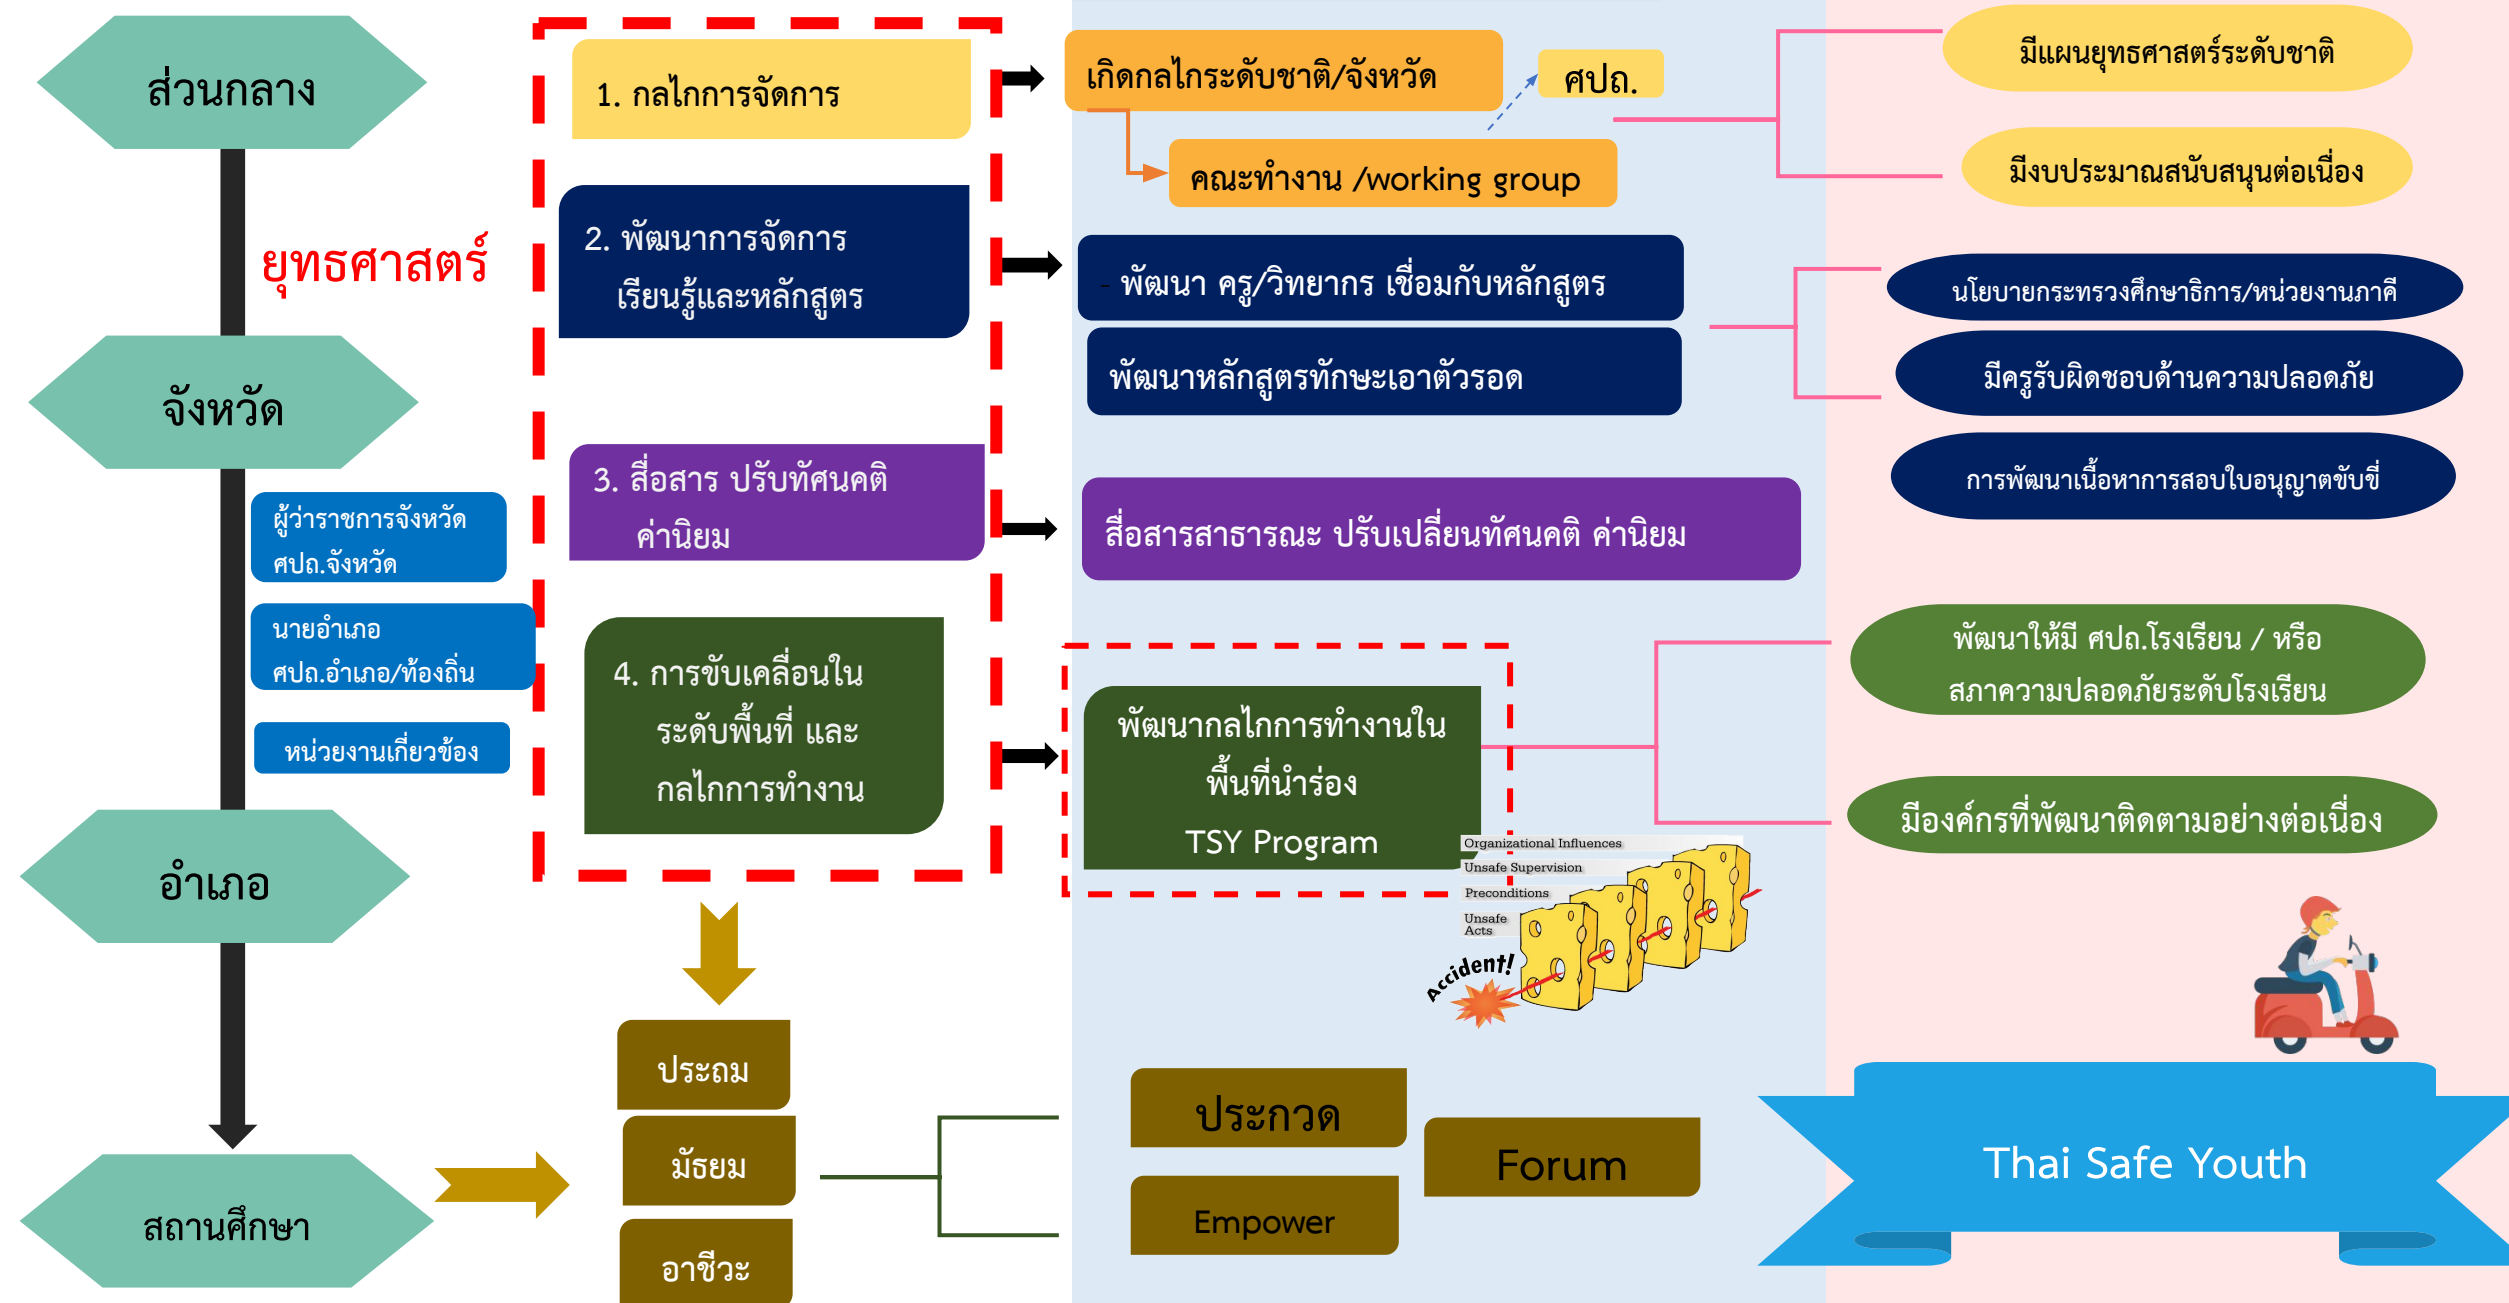 ส่วนกลาง
ยุทธศาสตร์
จังหวัด
ผู้ว่าราชการจังหวัด
ศปถ.จังหวัด
นายอำเภอ
ศปถ.อำเภอ/ท้องถิ่น
หน่วยงานเกี่ยวข้อง
อำเภอ
สถานศึกษา
1. กลไกการจัดการ
2. พัฒนาการจัดการ
เรียนรู้และหลักสูตร
3. สื่อสาร ปรับทัศนคติ
ค่านิยม
4. การขับเคลื่อนใน
ระดับพื้นที่ และ
กลไกการทำงาน
ประถม
มัธยม
อาชีวะ
เกิดกลไกระดับชาติ/จังหวัด
ศปถ.
คณะทำงาน /working group
- พัฒนา ครู/วิทยากร เชื่อมกับหลักสูตร
พัฒนาหลักสูตรทักษะเอาตัวรอด
สื่อสารสาธารณะ ปรับเปลี่ยนทัศนคติ ค่านิยม
พัฒนากลไกการทำงานใน
พื้นที่นำร่อง
TSY Program
Organizational Influences
Unsafe Supervision
Preconditions
Unsafe
Acts
Accident!
ประกวด
Forum
Empower
มีแผนยุทธศาสตร์ระดับชาติ
มีงบประมาณสนับสนุนต่อเนื่อง
นโยบายกระทรวงศึกษาธิการ/หน่วยงานภาคี
มีครูรับผิดชอบด้านความปลอดภัย
การพัฒนาเนื้อหาการสอบใบอนุญาตขับขี่
พัฒนาให้มี ศปถ.โรงเรียน / หรือ
สภาความปลอดภัยระดับโรงเรียน
มีองค์กรที่พัฒนาติดตามอย่างต่อเนื่อง
Thai Safe Youth